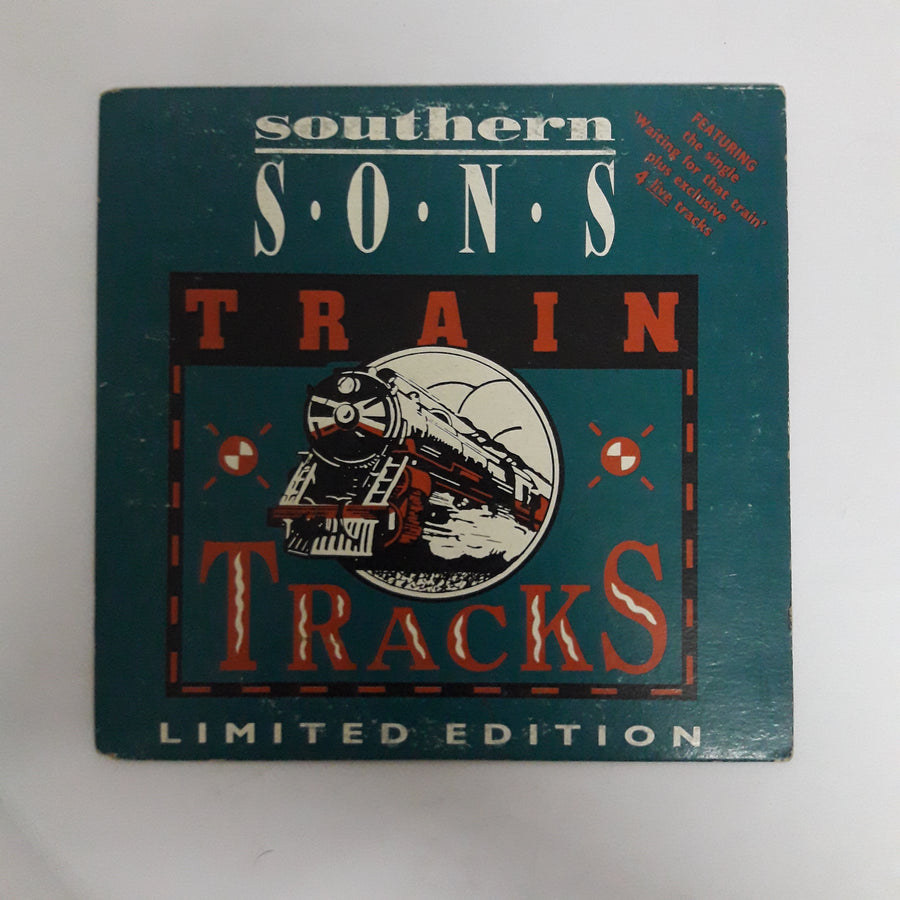 southern
S·O·N·S
FEATURING
the single
'Waiting for that train'
plus exclusive
4 live tracks
TRAIN
TRACKS
LIMITED EDITION